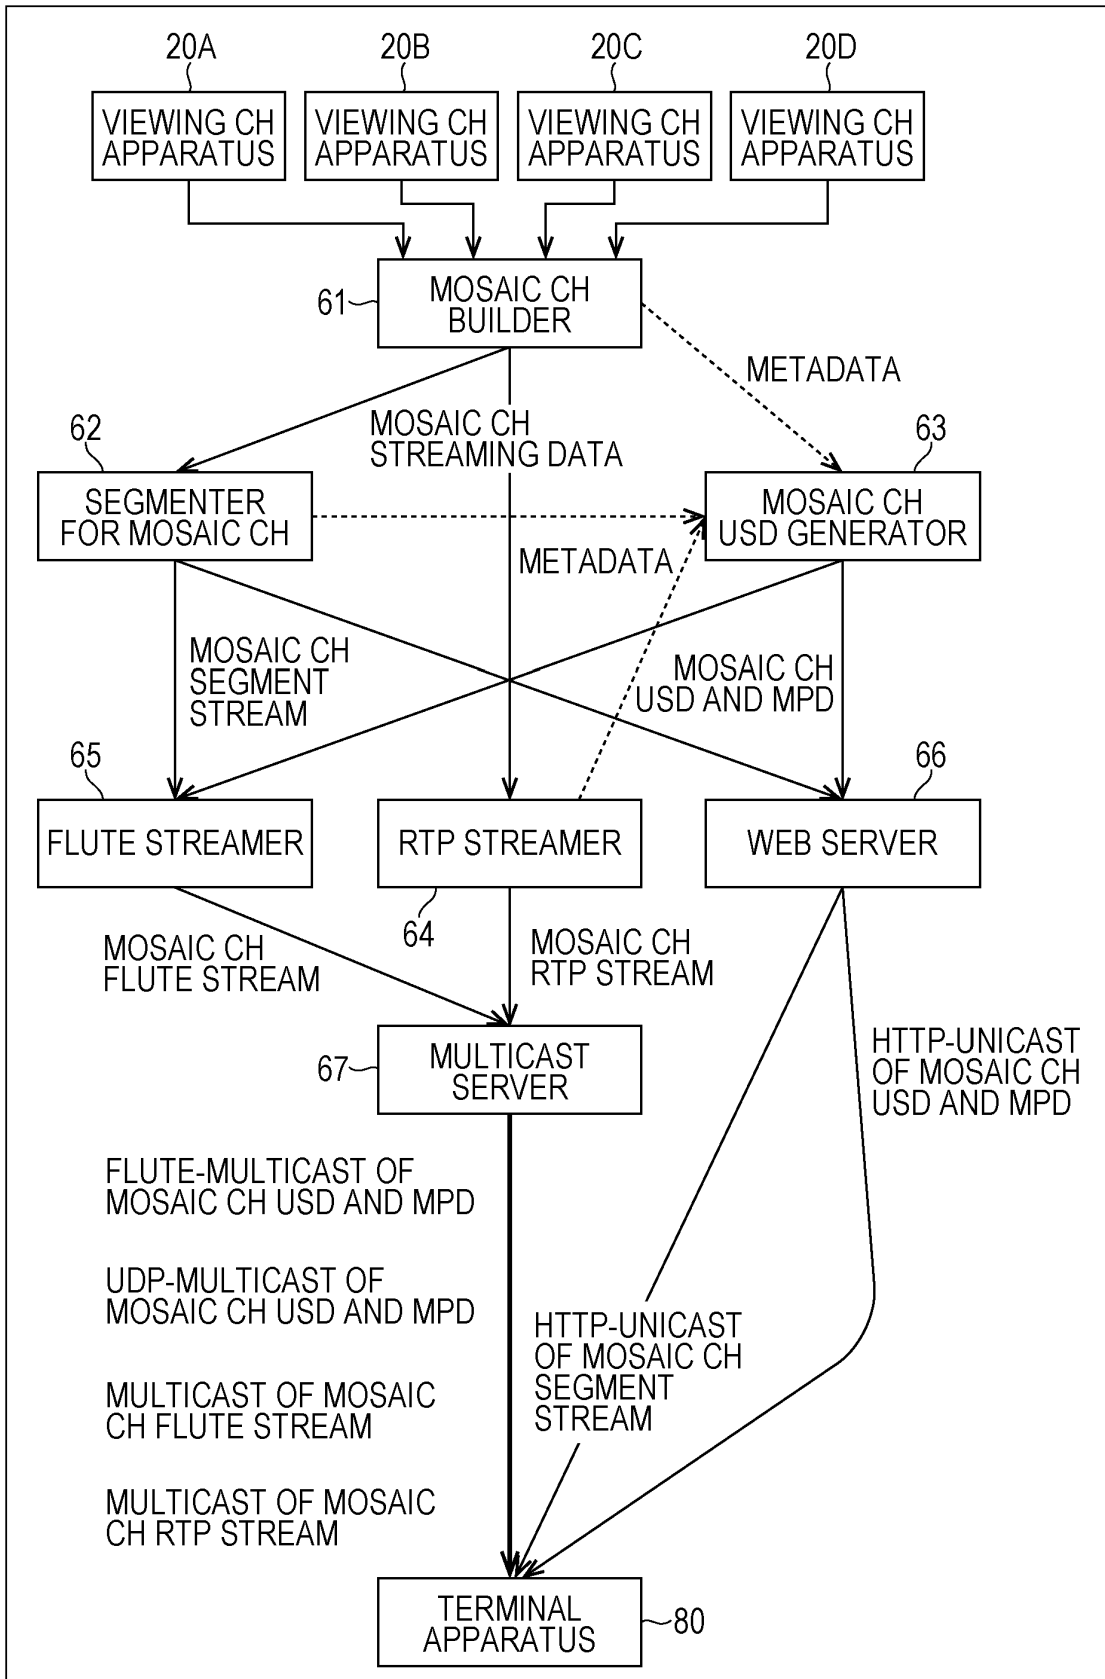 20A
20B
20C
20D
VIEWING CH
APPARATUS
VIEWING CH
APPARATUS
VIEWING CH
APPARATUS
VIEWING CH
APPARATUS
61
MOSAIC CH
BUILDER
METADATA
MOSAIC CH
STREAMING DATA
62
63
SEGMENTER
FOR MOSAIC CH
MOSAIC CH
USD GENERATOR
METADATA
MOSAIC CH
SEGMENT
STREAM
MOSAIC CH
USD AND MPD
65
66
FLUTE STREAMER
RTP STREAMER
WEB SERVER
64
MOSAIC CH
FLUTE STREAM
MOSAIC CH
RTP STREAM
67
MULTICAST
SERVER
HTTP-UNICAST
OF MOSAIC CH
USD AND MPD
FLUTE-MULTICAST OF
MOSAIC CH USD AND MPD
UDP-MULTICAST OF
MOSAIC CH USD AND MPD
HTTP-UNICAST
OF MOSAIC CH
SEGMENT
STREAM
MULTICAST OF MOSAIC
CH FLUTE STREAM
MULTICAST OF MOSAIC
CH RTP STREAM
TERMINAL
APPARATUS
80